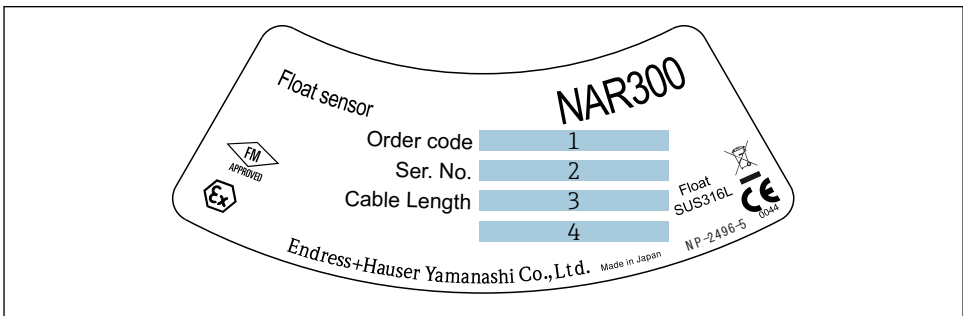 Float sensor
NAR300
Order code 1
Ser. No. 2
Cable Length 3
4
FM
APPROVED
Ex
Float
SUS316L
CE
0044
NP-2496-5
Endress+Hauser Yamanashi Co.,Ltd. Made in Japan